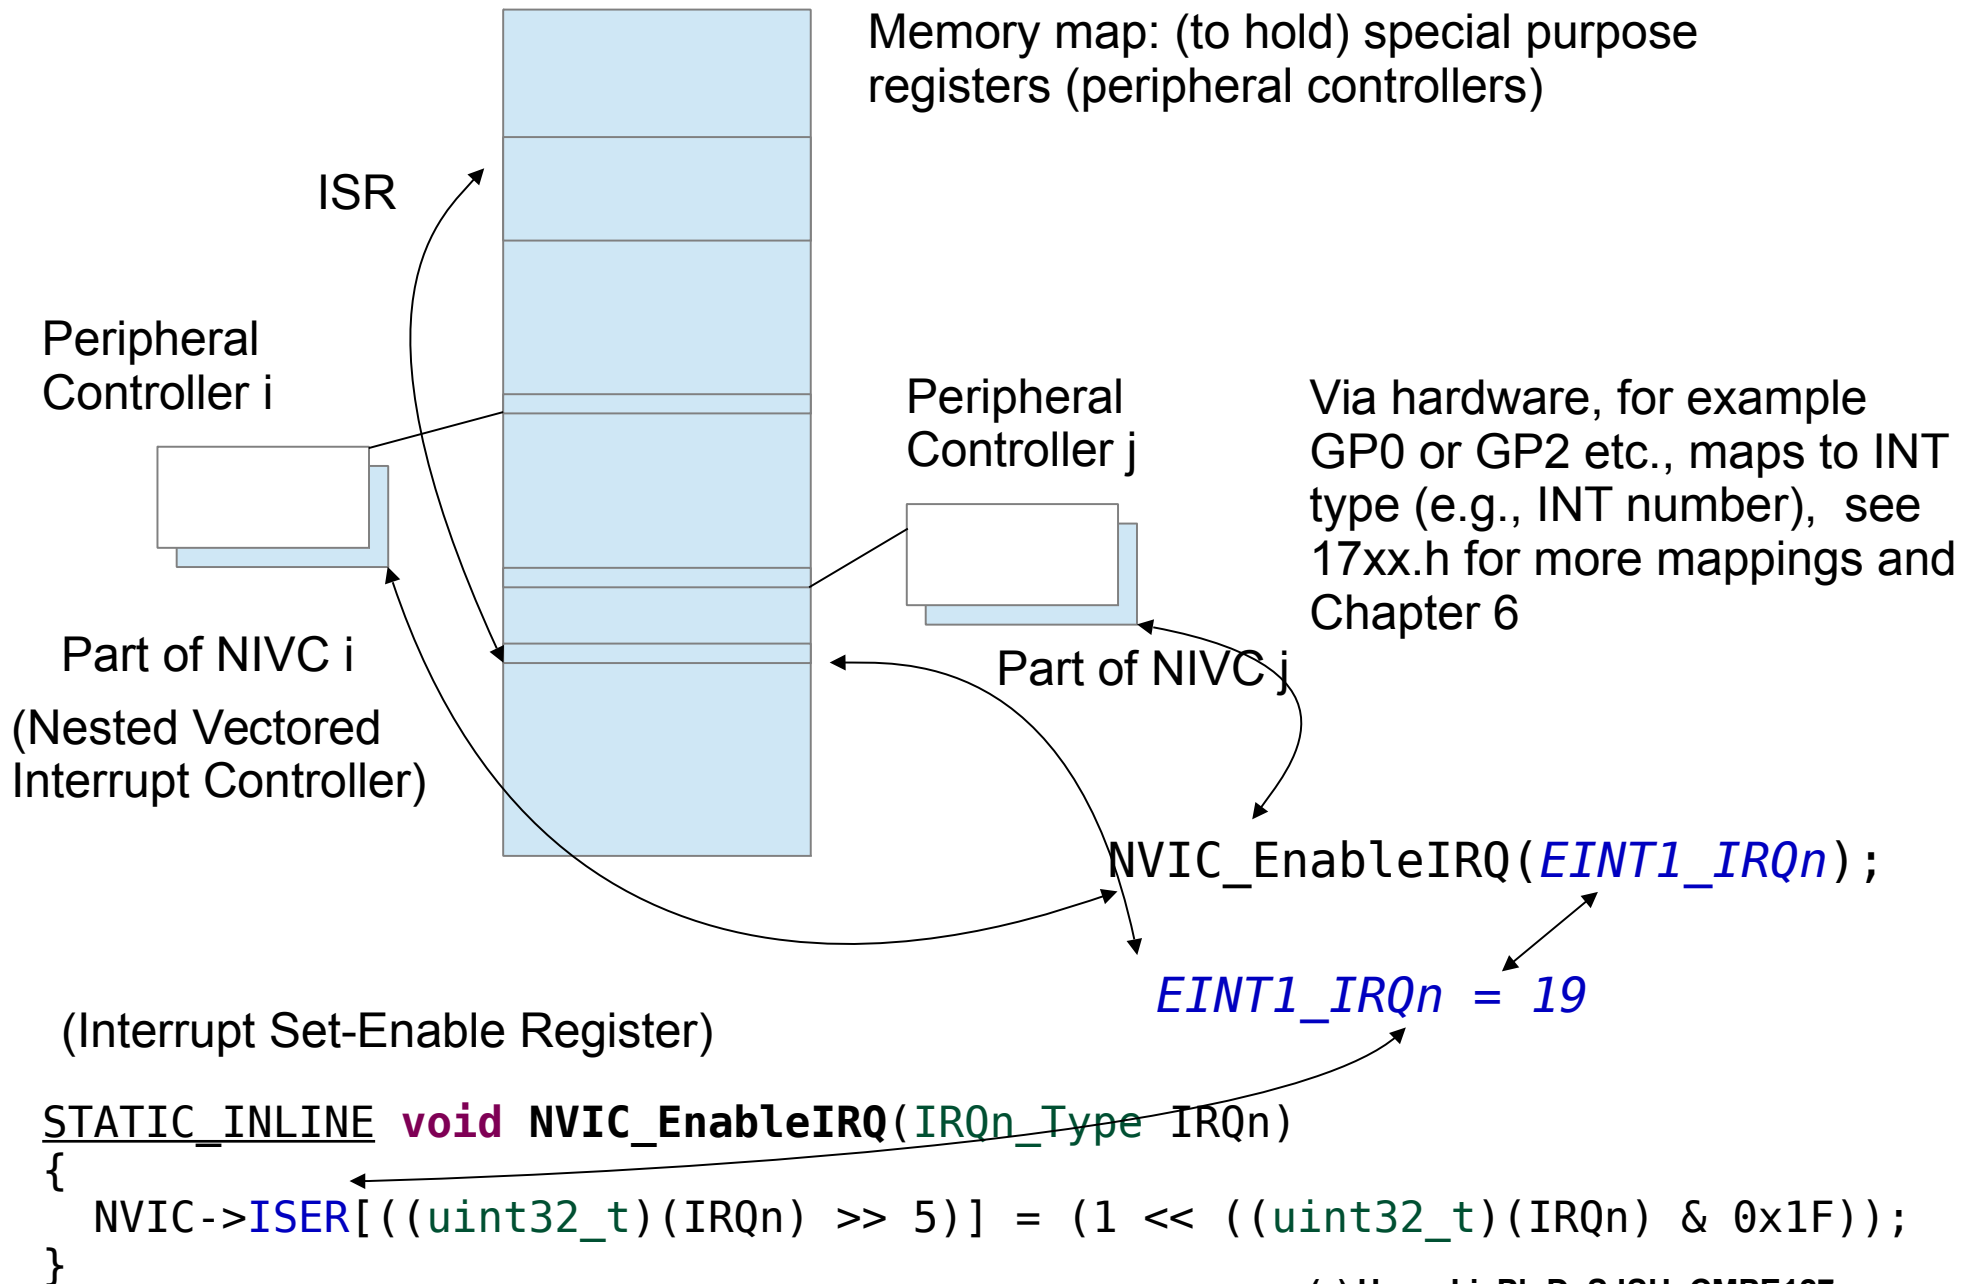 Memory map: (to hold) special purpose
registers (peripheral controllers)
ISR
Peripheral
Controller i
Peripheral
Controller j
Via hardware, for example
GP0 or GP2 etc., maps to INT
type (e.g., INT number), see
17xx.h for more mappings and
Chapter 6
Part of NIVC i
(Nested Vectored
Interrupt Controller)
Part of NIVC j
NVIC_EnableIRQ(EINT1_IRQn);
EINT1_IRQn = 19
(Interrupt Set-Enable Register)
STATIC_INLINE void NVIC_EnableIRQ(IRQn_Type IRQn)
{
NVIC->ISER[((uint32_t)(IRQn) >> 5)] = (1 << ((uint32_t)(IRQn) & 0x1F));
}